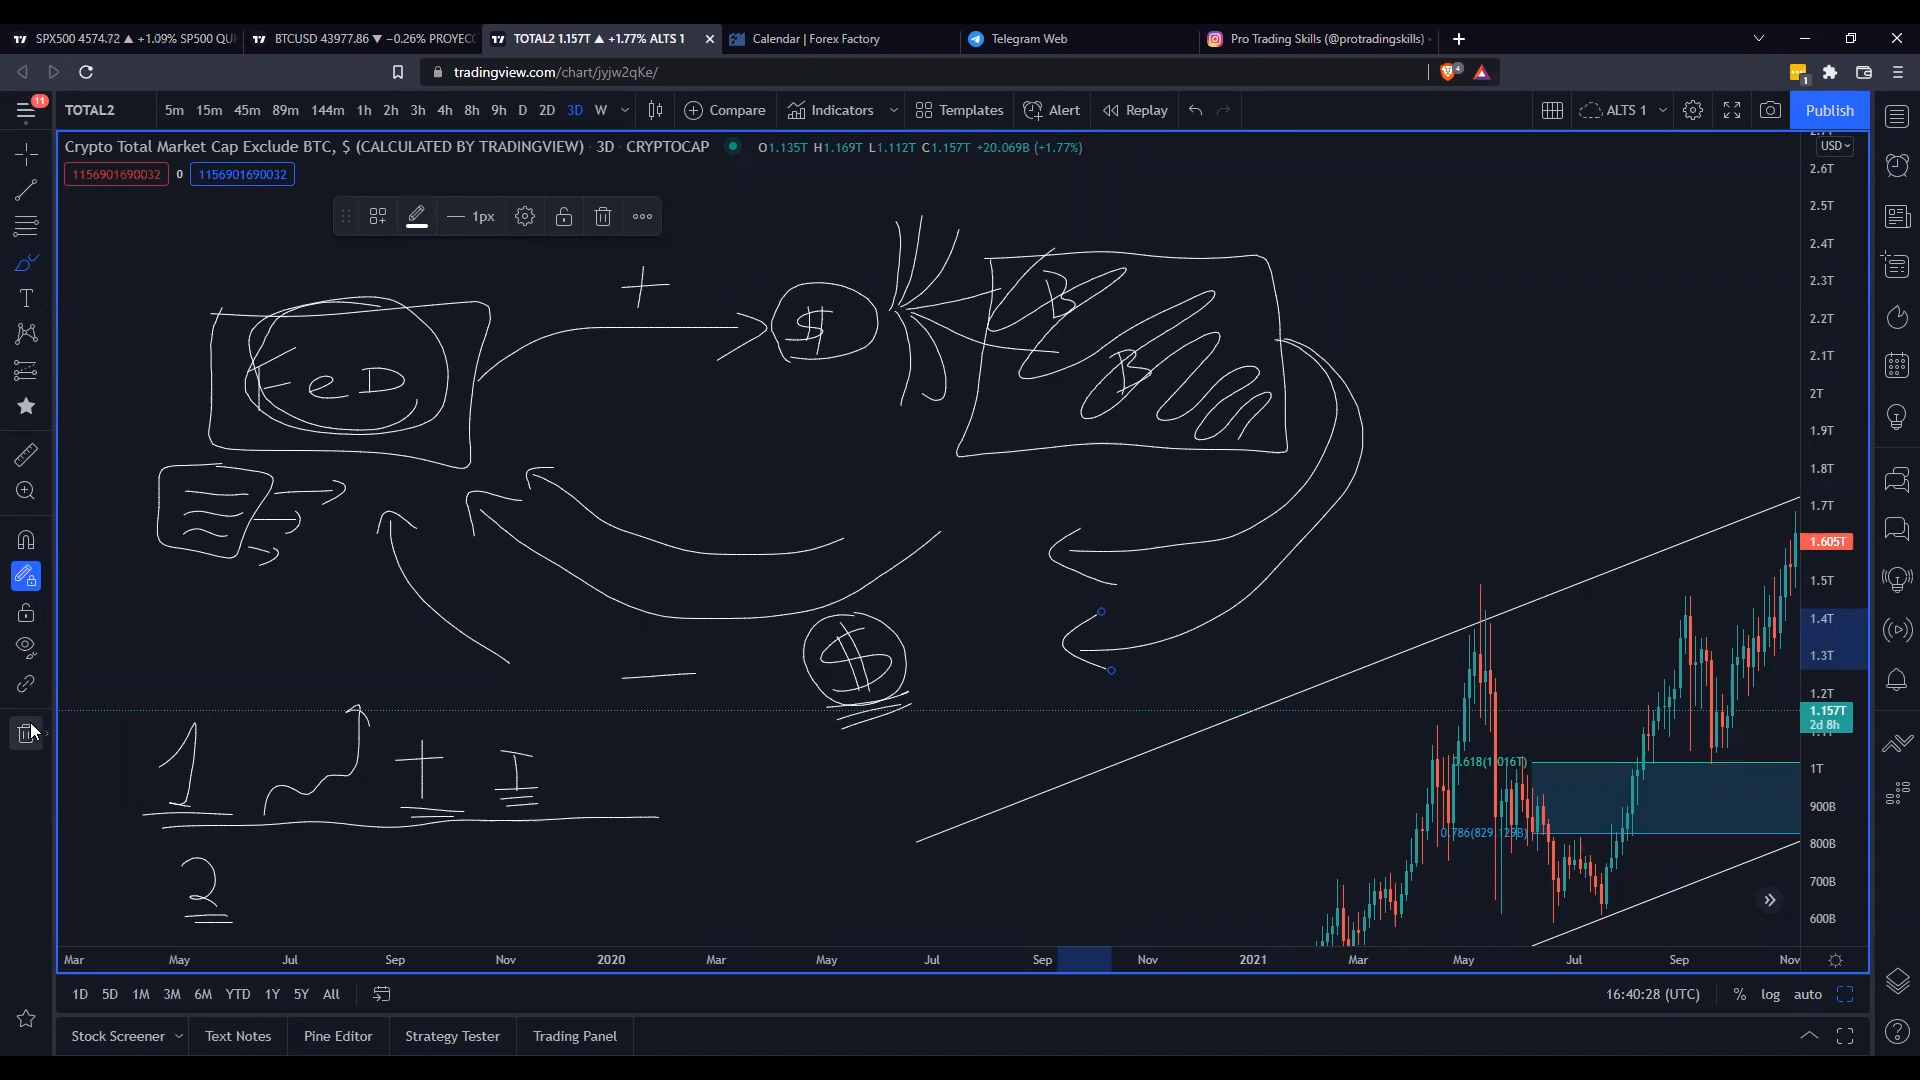 SPX500 4574.72 ▲ +1.09% SP500 QU
BTCUSD 43977.86 ▼ −0.26% PROYEC
TOTAL2 1.157T ▲ +1.77% ALTS 1
Calendar | Forex Factory
Telegram Web
Pro Trading Skills (@protradingskills)
tradingview.com/chart/jyjw2qKe/
4
1
11
TOTAL2
5m 15m 45m 89m 144m 1h 2h 3h 4h 8h 9h D 2D 3D W
Compare
Indicators
Templates
Alert
Replay
ALTS 1
Publish
Crypto Total Market Cap Exclude BTC, $ (CALCULATED BY TRADINGVIEW) · 3D · CRYPTOCAP
O1.135T H1.169T L1.112T C1.157T +20.069B (+1.77%)
USD
1156901690032 0 1156901690032
1px
+
$
B
B
FeD
$
1 + I
2
2.6T
2.5T
2.4T
2.3T
2.2T
2.1T
2T
1.9T
1.8T
1.7T
1.605T
1.5T
1.4T
1.3T
1.2T
1.157T
2d 8h
1T
900B
800B
700B
600B
0.618(1.016T)
0.786(829.129B)
Mar May Jul Sep Nov 2020 Mar May Jul Sep Nov 2021 Mar May Jul Sep Nov
1D 5D 1M 3M 6M YTD 1Y 5Y All
16:40:28 (UTC)
% log auto
Stock Screener
Text Notes
Pine Editor
Strategy Tester
Trading Panel